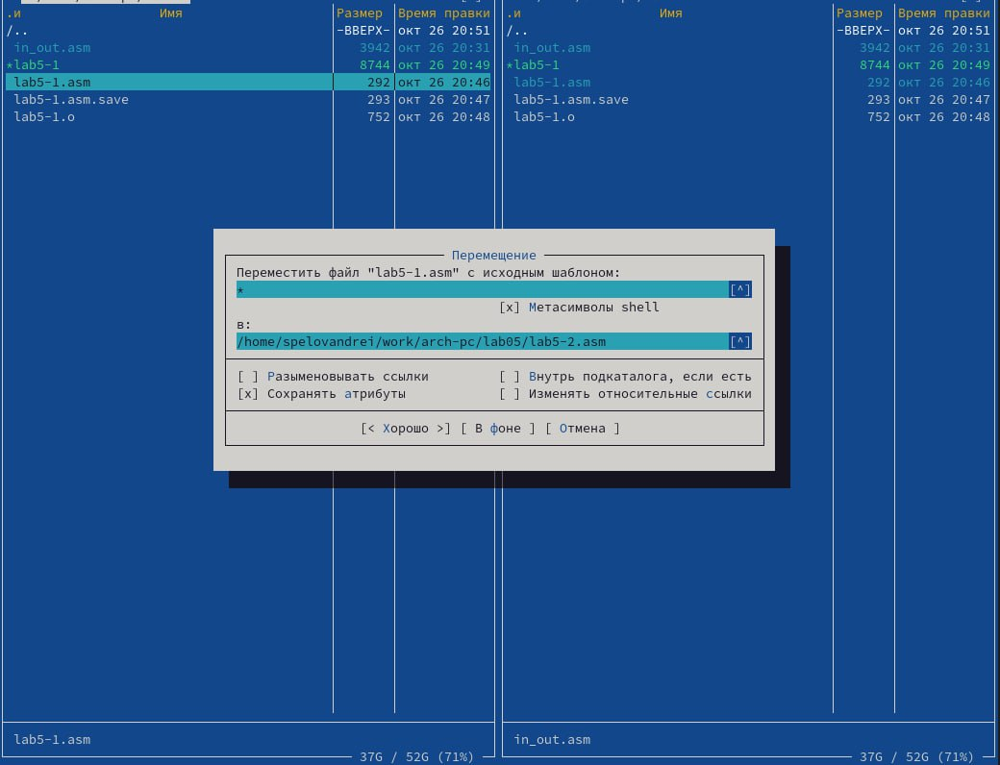 .и Имя Размер Время правки
/.. -ВВЕРХ- окт 26 20:51
in_out.asm 3942 окт 26 20:31
*lab5-1 8744 окт 26 20:49
lab5-1.asm 292 окт 26 20:46
lab5-1.asm.save 293 окт 26 20:47
lab5-1.o 752 окт 26 20:48
.и Имя Размер Время правки
/.. -ВВЕРХ- окт 26 20:51
in_out.asm 3942 окт 26 20:31
*lab5-1 8744 окт 26 20:49
lab5-1.asm 292 окт 26 20:46
lab5-1.asm.save 293 окт 26 20:47
lab5-1.o 752 окт 26 20:48
Перемещение
Переместить файл "lab5-1.asm" с исходным шаблоном:
* [^]
[x] Метасимволы shell
в:
/home/spelovandrei/work/arch-pc/lab05/lab5-2.asm [^]
[ ] Разыменовывать ссылки [ ] Внутрь подкаталога, если есть
[x] Сохранять атрибуты [ ] Изменять относительные ссылки
[< Хорошо >] [ В фоне ] [ Отмена ]
lab5-1.asm
37G / 52G (71%)
in_out.asm
37G / 52G (71%)